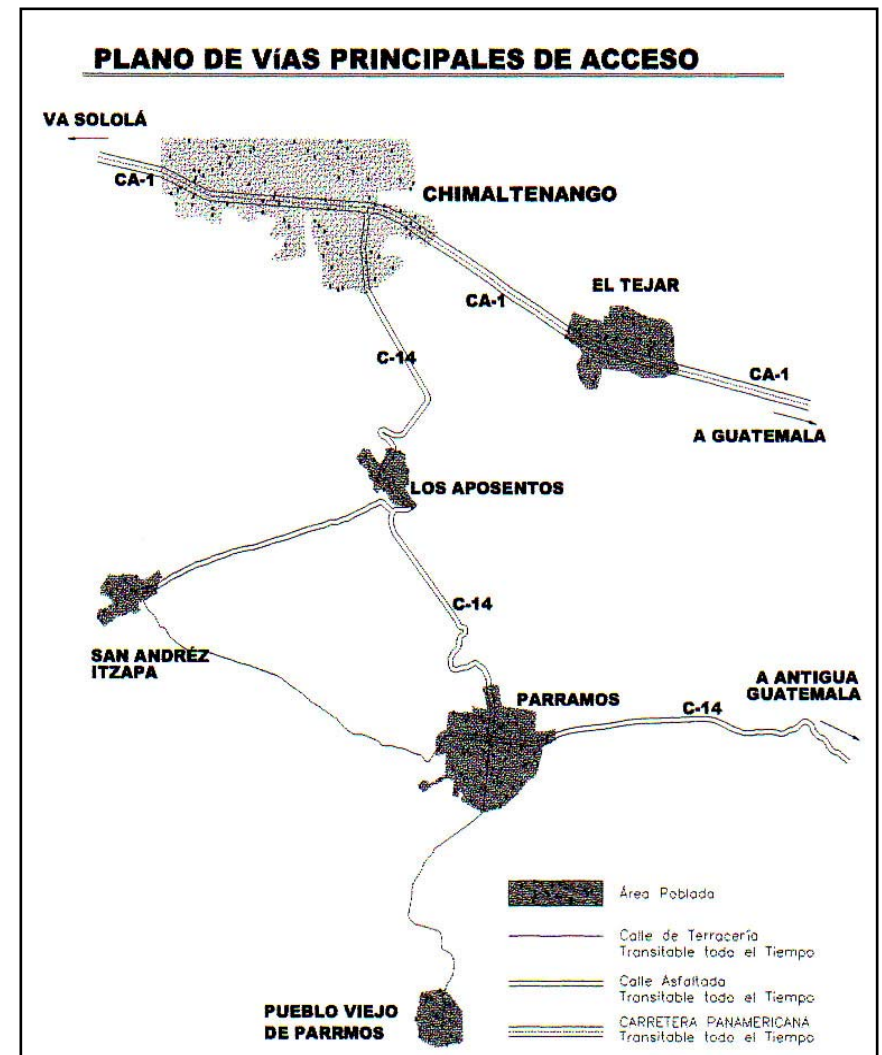 PLANO DE VíAS PRINCIPALES DE ACCESO
VA SOLOLÁ
CA-1
CHIMALTENANGO
EL TEJAR
CA-1
C-14
CA-1
A GUATEMALA
LOS APOSENTOS
C-14
SAN ANDRÉZ
ITZAPA
PARRAMOS
A ANTIGUA
GUATEMALA
C-14
Área Poblada
Calle de Terracería
Transitable todo el Tiempo
Calle Asfaltada
Transitable todo el Tiempo
PUEBLO VIEJO
DE PARRMOS
CARRETERA PANAMERICANA
Transitable todo el Tiempo